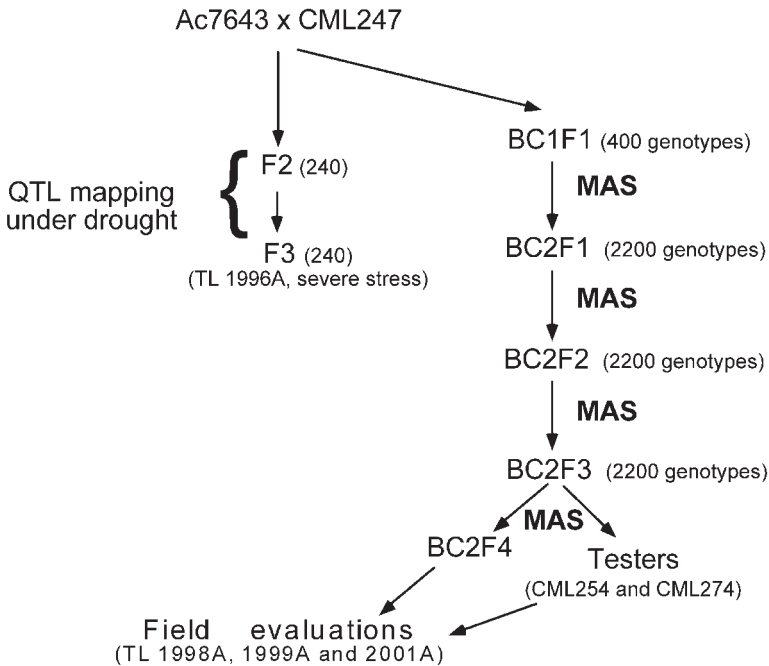 Ac7643 x CML247
QTL mapping
under drought
F2 (240)
F3 (240)
(TL 1996A, severe stress)
BC1F1 (400 genotypes)
MAS
BC2F1 (2200 genotypes)
MAS
BC2F2 (2200 genotypes)
MAS
BC2F3 (2200 genotypes)
MAS
BC2F4
Testers
(CML254 and CML274)
Field evaluations
(TL 1998A, 1999A and 2001A)